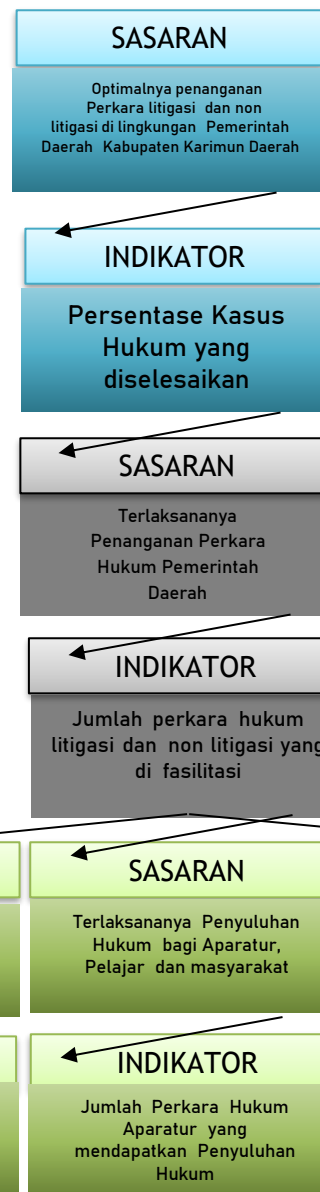 SASARAN
Optimalnya penanganan
Perkara litigasi dan non
litigasi di lingkungan Pemerintah
Daerah Kabupaten Karimun Daerah
INDIKATOR
Persentase Kasus
Hukum yang
diselesaikan
SASARAN
Terlaksananya
Penanganan Perkara
Hukum Pemerintah
Daerah
INDIKATOR
Jumlah perkara hukum
litigasi dan non litigasi yang
di fasilitasi
SASARAN
Terlaksananya Penyuluhan
Hukum bagi Aparatur,
Pelajar dan masyarakat
INDIKATOR
Jumlah Perkara Hukum
Aparatur yang
mendapatkan Penyuluhan
Hukum